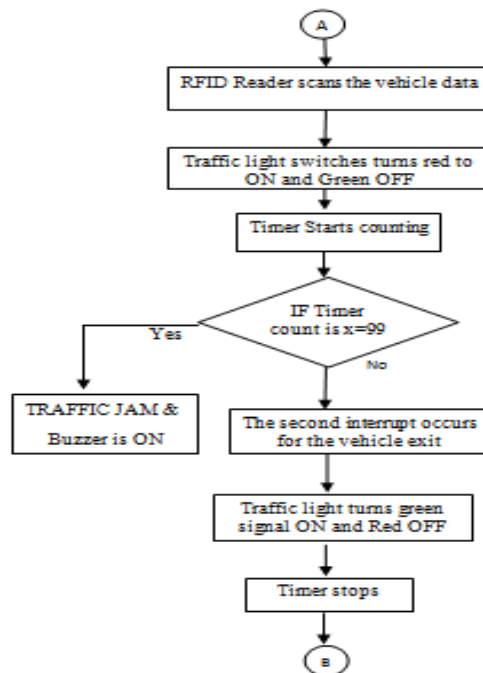 A
RFID Reader scans the vehicle data
Traffic light switches turns red to
ON and Green OFF
Timer Starts counting
IF Timer
count is x=99
Yes
No
TRAFFIC JAM &
Buzzer is ON
The second interrupt occurs
for the vehicle exit
Traffic light turns green
signal ON and Red OFF
Timer stops
B